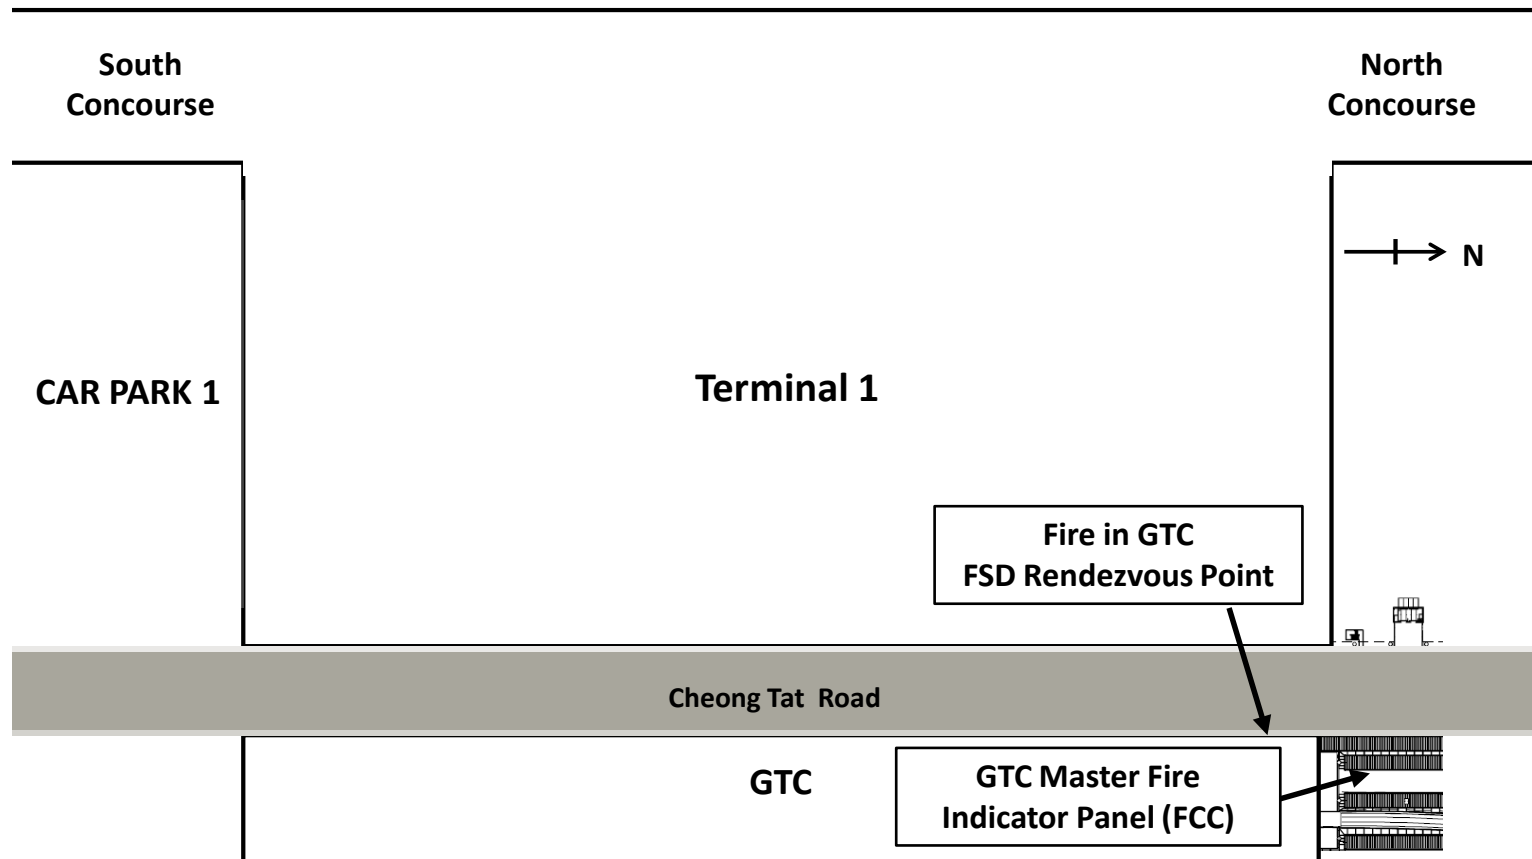 South
Concourse
North
Concourse
N
CAR PARK 1
Terminal 1
Fire in GTC
FSD Rendezvous Point
Cheong Tat Road
GTC
GTC Master Fire
Indicator Panel (FCC)